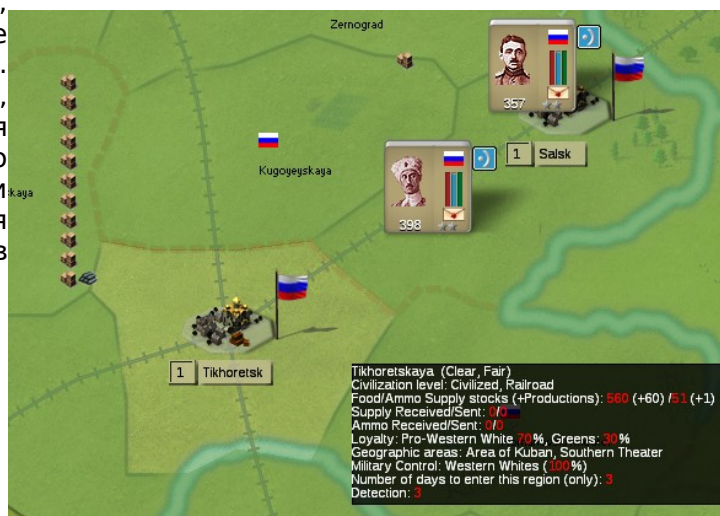 ,
е
.
,
я
о
и
я
в
Zernograd
357
398
1 Salsk
Kugoyeyskaya
skaya
1 Tikhoretsk
Tikhoretskaya (Clear, Fair)
Civilization level: Civilized, Railroad
Food/Ammo Supply stocks (+Productions): 560 (+60) /51 (+1)
Supply Received/Sent: 0/0
Ammo Received/Sent: 0/0
Loyalty: Pro-Western White 70%, Greens: 30%
Geographic areas: Area of Kuban, Southern Theater
Military Control: Western Whites (100%)
Number of days to enter this region (only): 3
Detection: 3